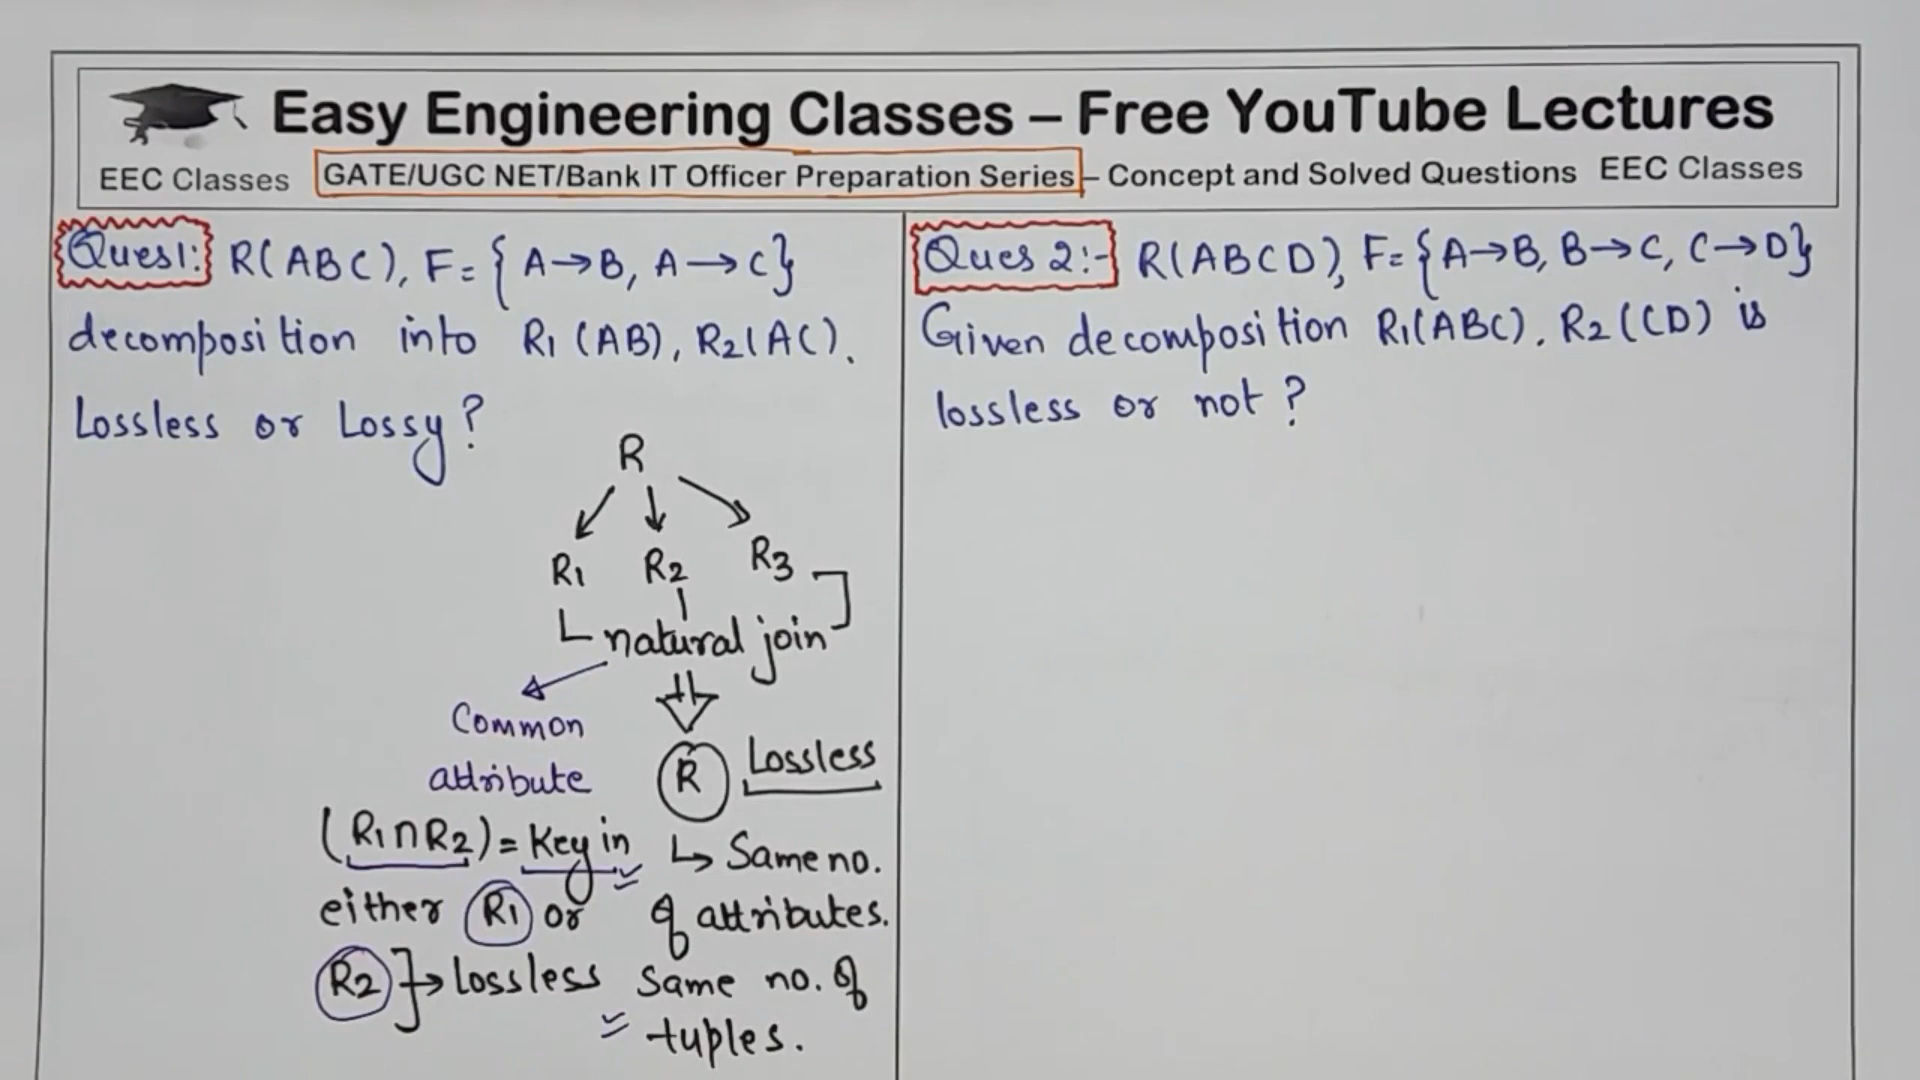 Easy Engineering Classes – Free YouTube Lectures
EEC Classes GATE/UGC NET/Bank IT Officer Preparation Series – Concept and Solved Questions EEC Classes
Ques1: R(ABC), F= { A→B, A→C}
decomposition into R1 (AB), R2(AC).
Lossless or Lossy?
R
R1 R2 R3
natural join
Common
attribute
R Lossless
(R1∩R2) = Key in
either R1 or
R2 ]→ Lossless
↳ Same no.
of attributes.
Same no. of
tuples.
Ques 2:- R(ABCD), F= {A→B, B→C, C→D}
Given decomposition R1(ABC), R2(CD) is
lossless or not?